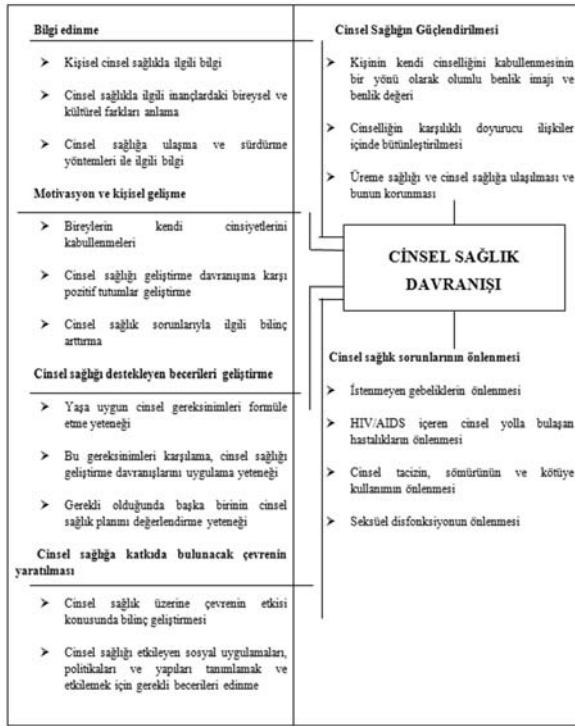 Bilgi edinme
➤ Kişisel cinsel sağlıkla ilgili bilgi
➤ Cinsel sağlıkla ilgili inançlardaki bireysel ve
kültürel farkları anlama
➤ Cinsel sağlığa ulaşma ve sürdürme
yöntemleri ile ilgili bilgi
Motivasyon ve kişisel gelişme
➤ Bireylerin kendi cinsiyetlerini
kabullenmeleri
➤ Cinsel sağlığı geliştirme davranışına karşı
pozitif tutumlar geliştirme
➤ Cinsel sağlık sorunlarıyla ilgili bilinç
arttırma
Cinsel sağlığı destekleyen becerileri geliştirme
➤ Yaşa uygun cinsel gereksinimleri formüle
etme yeteneği
➤ Bu gereksinimleri karşılama, cinsel sağlığı
geliştirme davranışlarını uygulama yeteneği
➤ Gerekli olduğunda başka birinin cinsel
sağlık planını değerlendirme yeteneği
Cinsel sağlığa katkıda bulunacak çevrenin
yaratılması
➤ Cinsel sağlık üzerine çevrenin etkisi
konusunda bilinç geliştirmesi
➤ Cinsel sağlığı etkileyen sosyal uygulamaları,
politikaları ve yapıları tanımlamak ve
etkilemek için gerekli becerileri edinme
Cinsel Sağlığın Güçlendirilmesi
➤ Kişinin kendi cinselliğini kabullenmesinin
bir yönü olarak olumlu benlik imajı ve
benlik değeri
➤ Cinselliğin karşılıklı doyurucu ilişkiler
içinde bütünleştirilmesi
➤ Üreme sağlığı ve cinsel sağlığa ulaşılması ve
bunun korunması
CİNSEL SAĞLIK
DAVRANIŞI
Cinsel sağlık sorunlarının önlenmesi
➤ İstenmeyen gebeliklerin önlenmesi
➤ HIV/AIDS içeren cinsel yolla bulaşan
hastalıkların önlenmesi
➤ Cinsel tacizin, sömürünün ve kötüye
kullanımın önlenmesi
➤ Seksüel disfonksiyonun önlenmesi